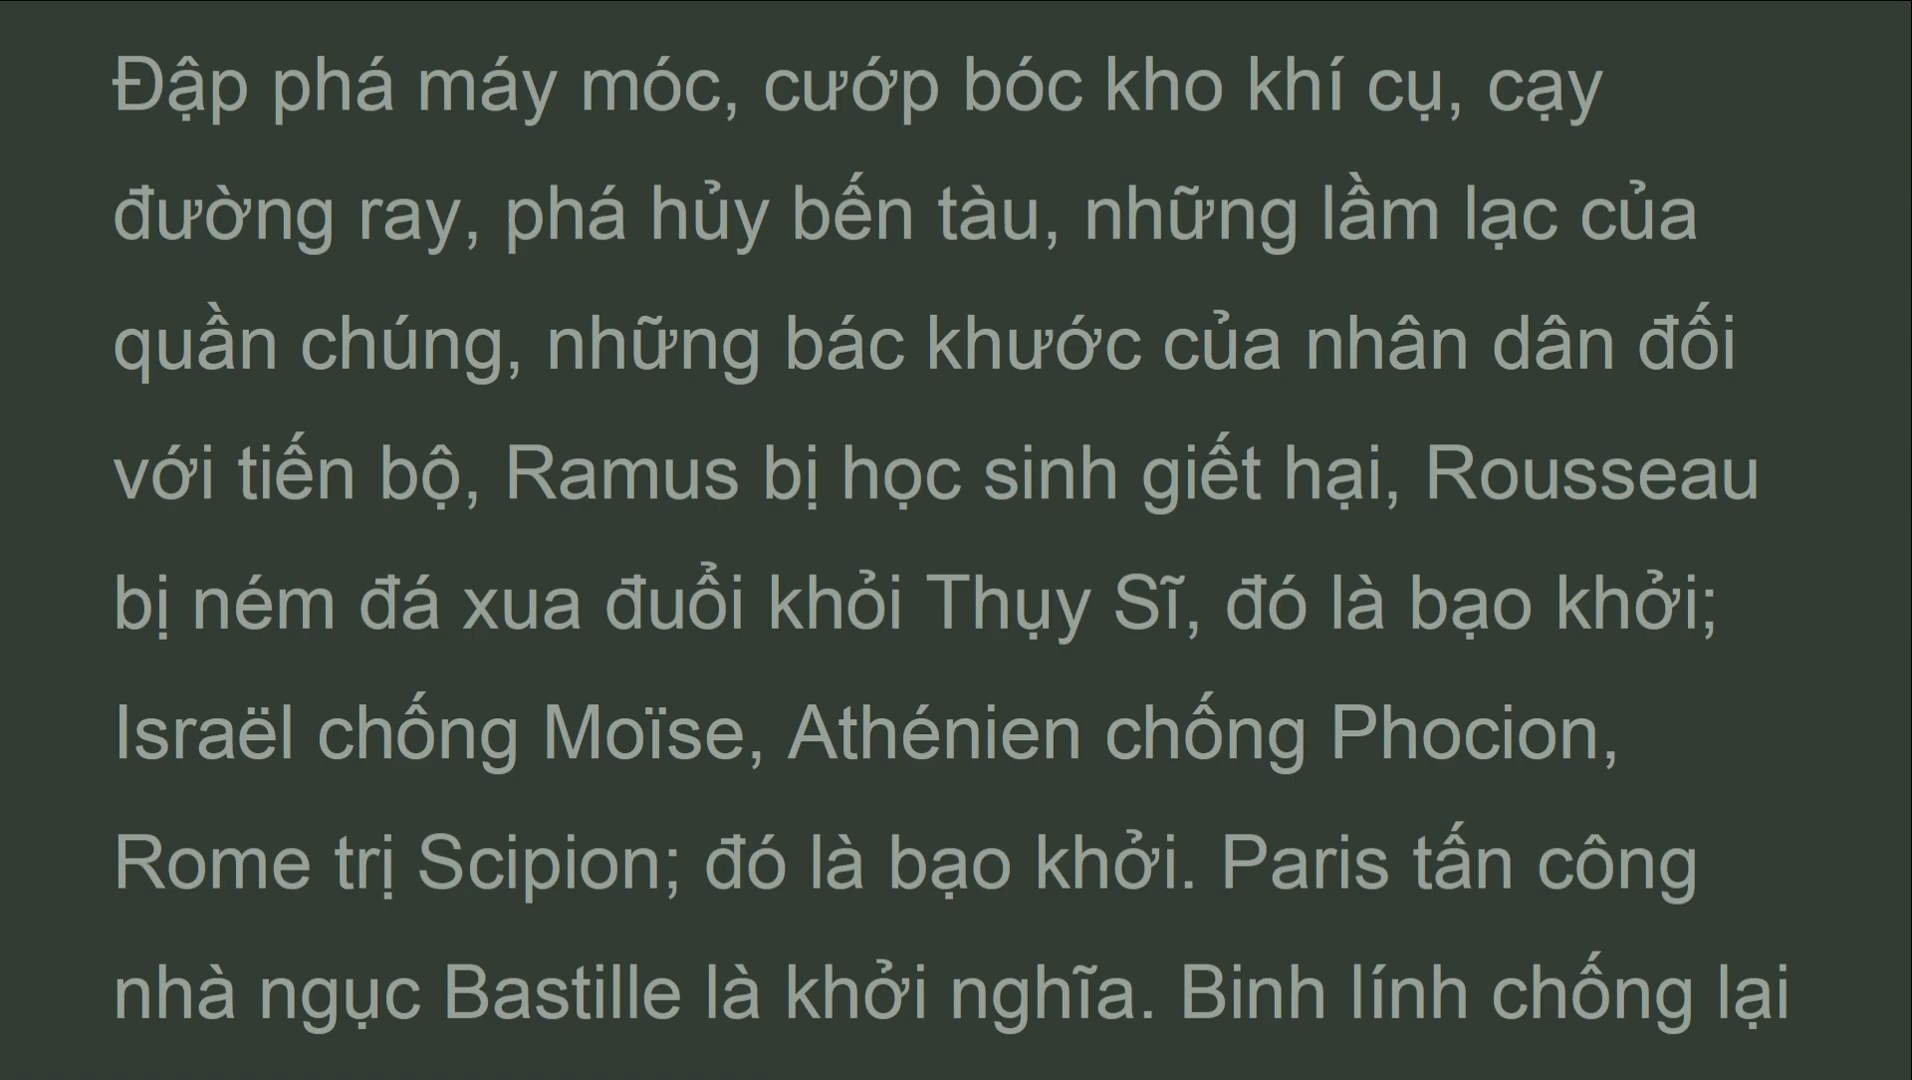 Đập phá máy móc, cướp bóc kho khí cụ, cạy
đường ray, phá hủy bến tàu, những lầm lạc của
quần chúng, những bác khước của nhân dân đối
với tiến bộ, Ramus bị học sinh giết hại, Rousseau
bị ném đá xua đuổi khỏi Thụy Sĩ, đó là bạo khởi;
Israël chống Moïse, Athénien chống Phocion,
Rome trị Scipion; đó là bạo khởi. Paris tấn công
nhà ngục Bastille là khởi nghĩa. Binh lính chống lại